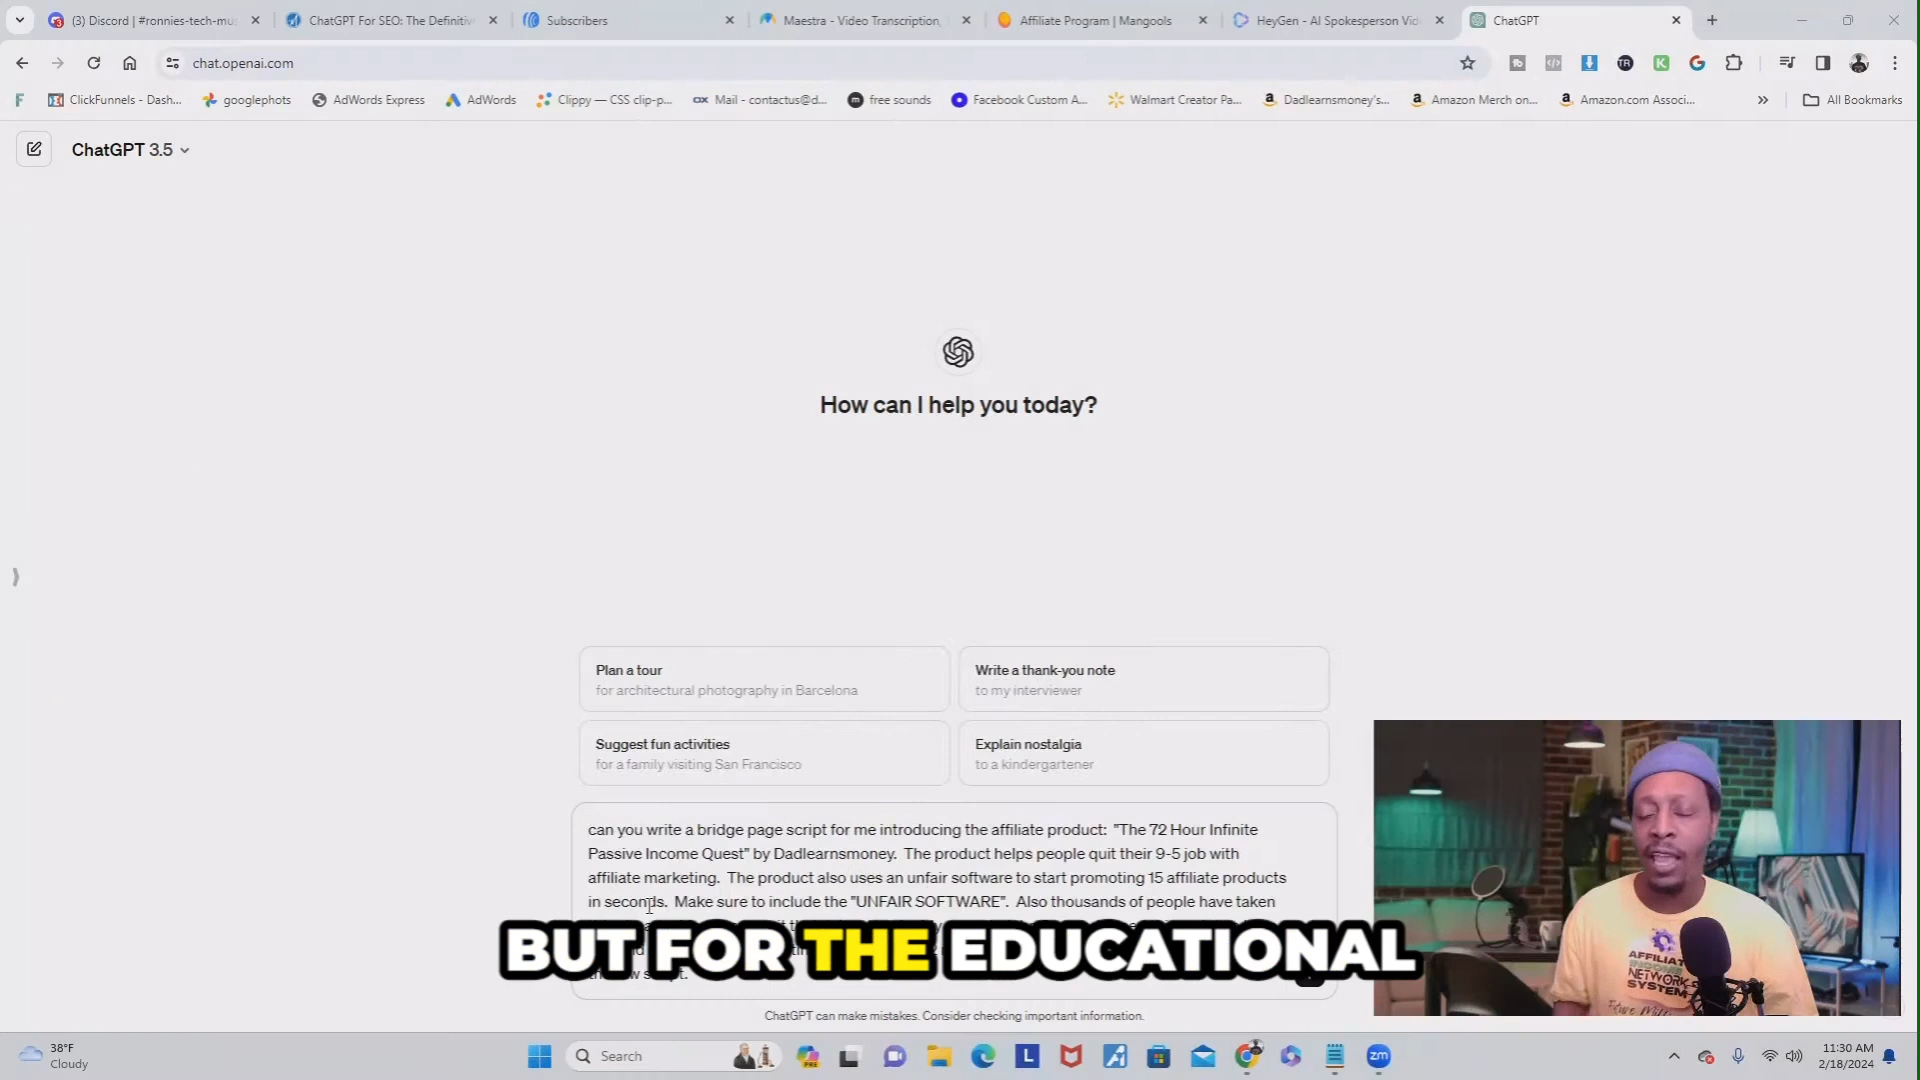 (3) Discord | #ronnies-tech-mus
ChatGPT For SEO: The Definitiv
Subscribers
Maestra - Video Transcription,
Affiliate Program | Mangools
HeyGen - AI Spokesperson Vid
ChatGPT
chat.openai.com
ClickFunnels - Dash...
googlephots
AdWords Express
AdWords
Clippy — CSS clip-p...
Mail - contactus@d...
free sounds
Facebook Custom A...
Walmart Creator Pa...
Dadlearnsmoney's...
Amazon Merch on...
Amazon.com Associ...
All Bookmarks
ChatGPT 3.5
How can I help you today?
Plan a tour
for architectural photography in Barcelona
Write a thank-you note
to my interviewer
Suggest fun activities
for a family visiting San Francisco
Explain nostalgia
to a kindergartener
can you write a bridge page script for me introducing the affiliate product: "The 72 Hour Infinite
Passive Income Quest" by Dadlearnsmoney. The product helps people quit their 9-5 job with
affiliate marketing. The product also uses an unfair software to start promoting 15 affiliate products
in seconds. Make sure to include the "UNFAIR SOFTWARE". Also thousands of people have taken
script.
BUT FOR THE EDUCATIONAL
AFFILIATE
INCOME
NETWORK
SYSTEM
ChatGPT can make mistakes. Consider checking important information.
38°F
Cloudy
Search
PRE
L
zm
11:30 AM
2/18/2024